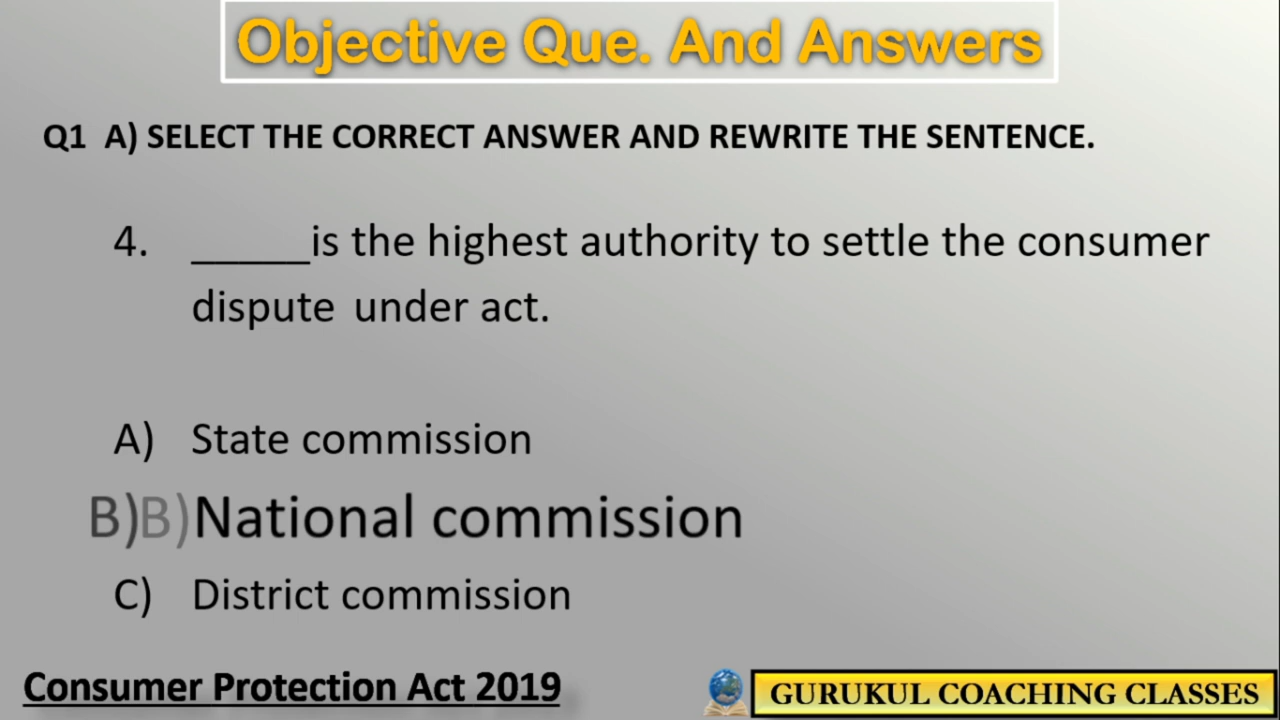 Objective Que. And Answers
Q1 A) SELECT THE CORRECT ANSWER AND REWRITE THE SENTENCE.
4. _____is the highest authority to settle the consumer
dispute under act.
A) State commission
B)B)National commission
C) District commission
Consumer Protection Act 2019
GURUKUL COACHING CLASSES